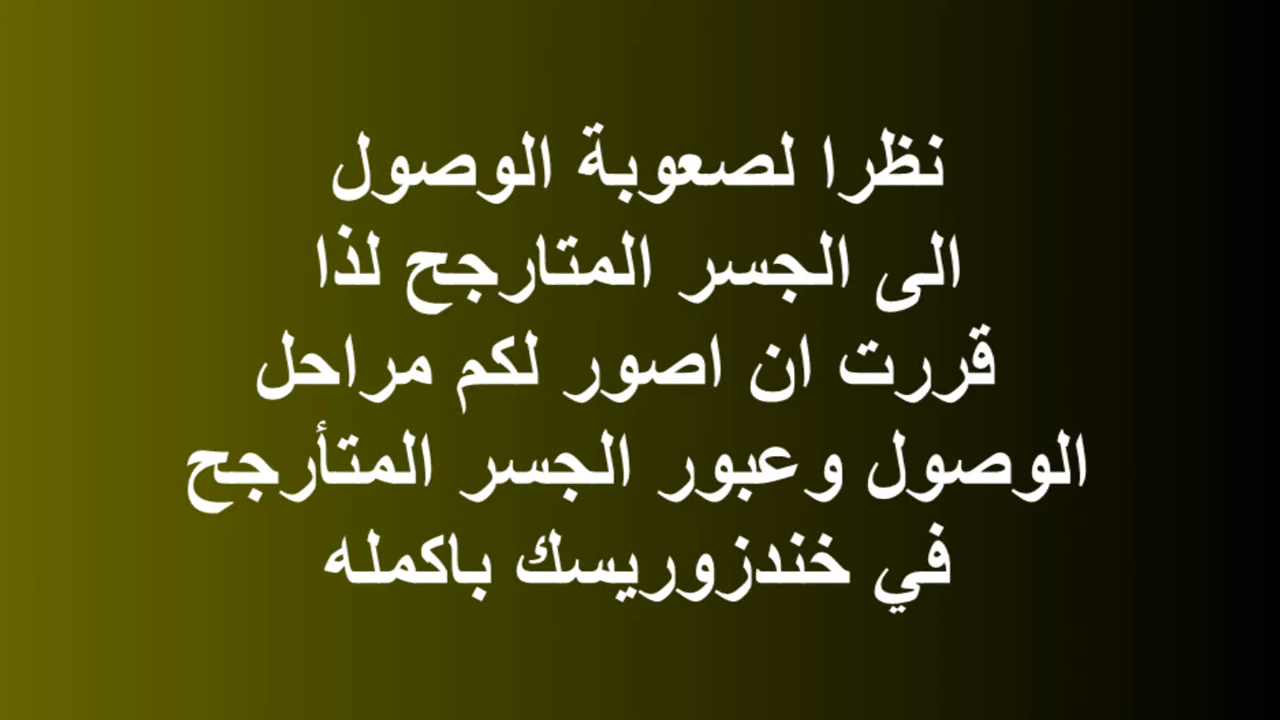 نظرا لصعوبة الوصول
الى الجسر المتارجح لذا
قررت ان اصور لكم مراحل
الوصول وعبور الجسر المتأرجح
في خندزوريسك باكمله